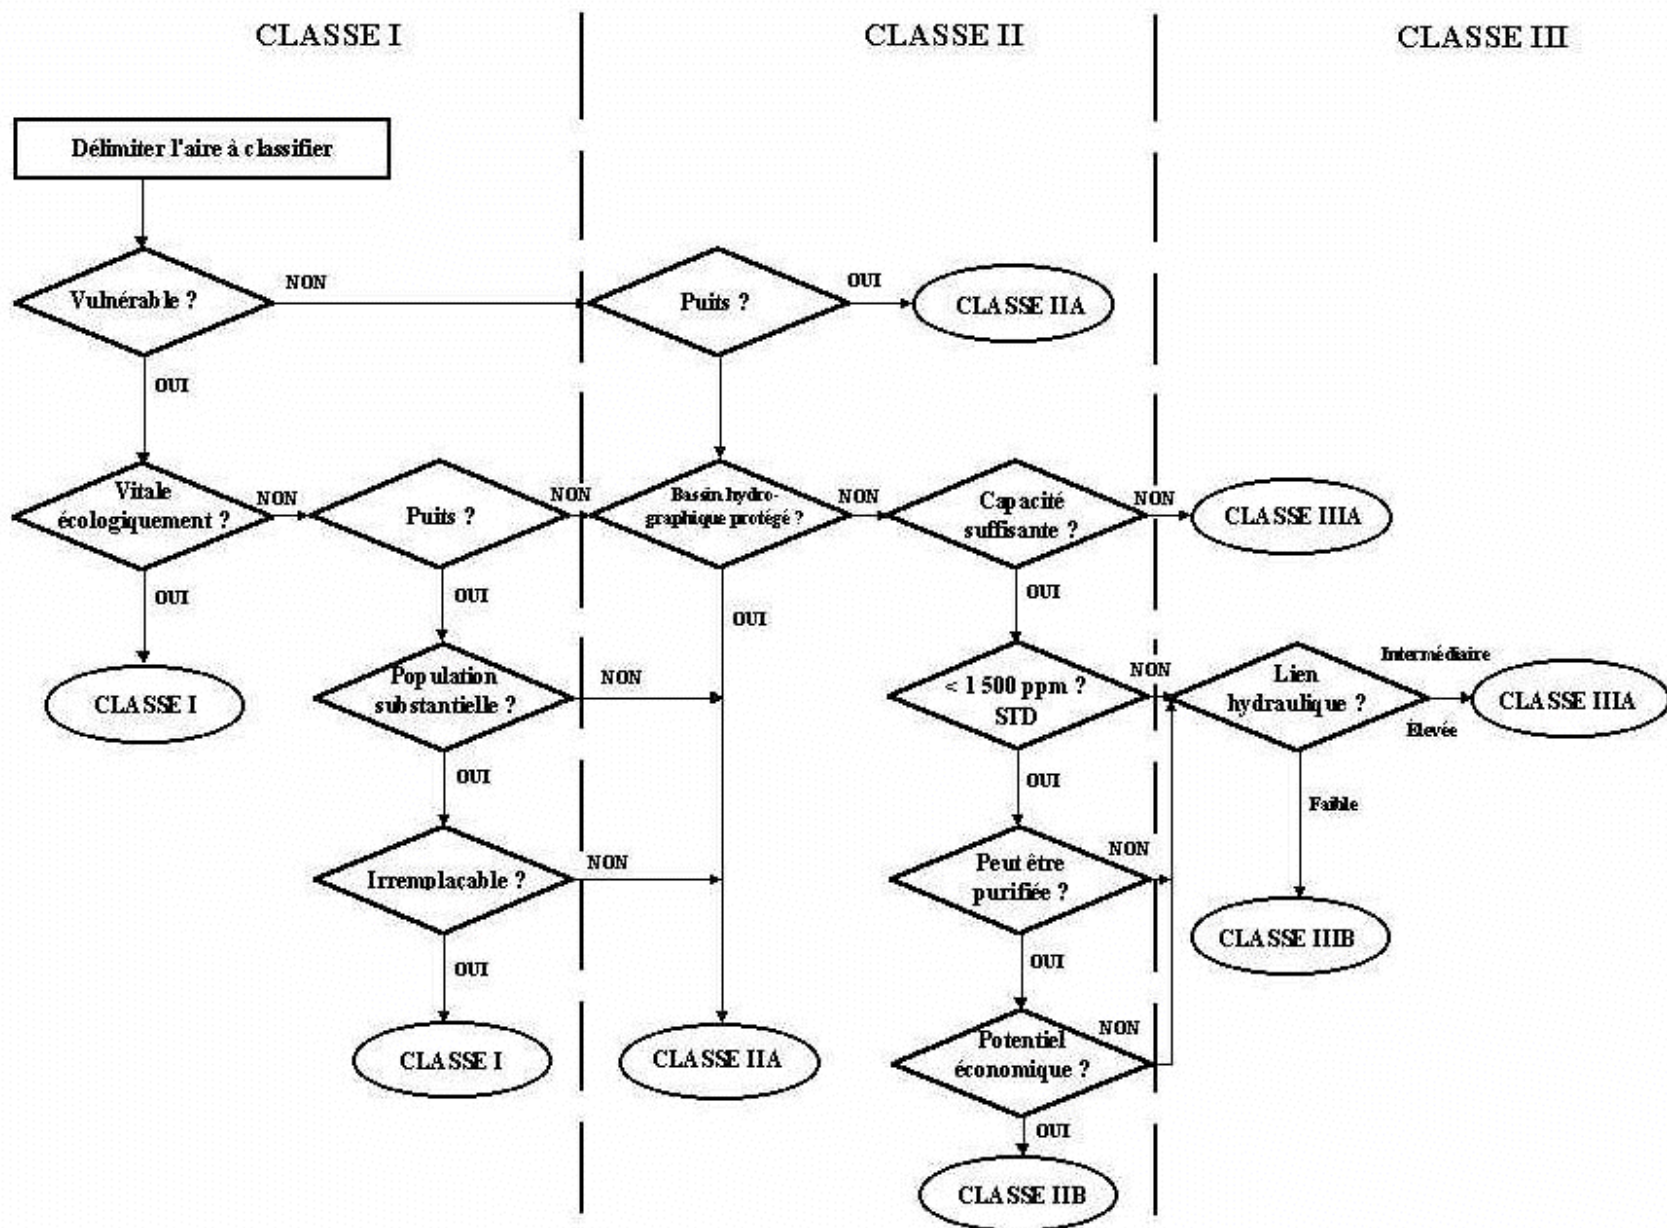 CLASSE I
CLASSE II
CLASSE III
Délimiter l'aire à classifier
Vulnérable ?
NON
Puits ?
OUI
CLASSE IIA
OUI
Vitale
écologiquement ?
NON
Puits ?
NON
Bassin hydro-
graphique protégé ?
NON
Capacité
suffisante ?
NON
CLASSE IIIA
OUI
OUI
OUI
OUI
CLASSE I
Population
substantielle ?
NON
< 1 500 ppm ?
STD
NON
Lien
hydraulique ?
Intermédiaire
Élevée
CLASSE IIIA
OUI
OUI
Faible
Irremplaçable ?
NON
Peut être
purifiée ?
NON
CLASSE IIIB
OUI
OUI
CLASSE I
CLASSE IIA
Potentiel
économique ?
NON
OUI
CLASSE IIB